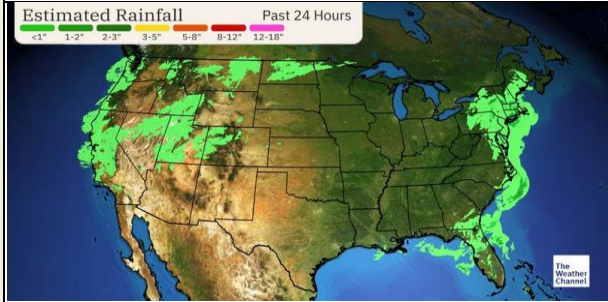 Estimated Rainfall Past 24 Hours
<1" 1-2" 2-3" 3-5" 5-8" 8-12" 12-18"
The
Weather
Channel